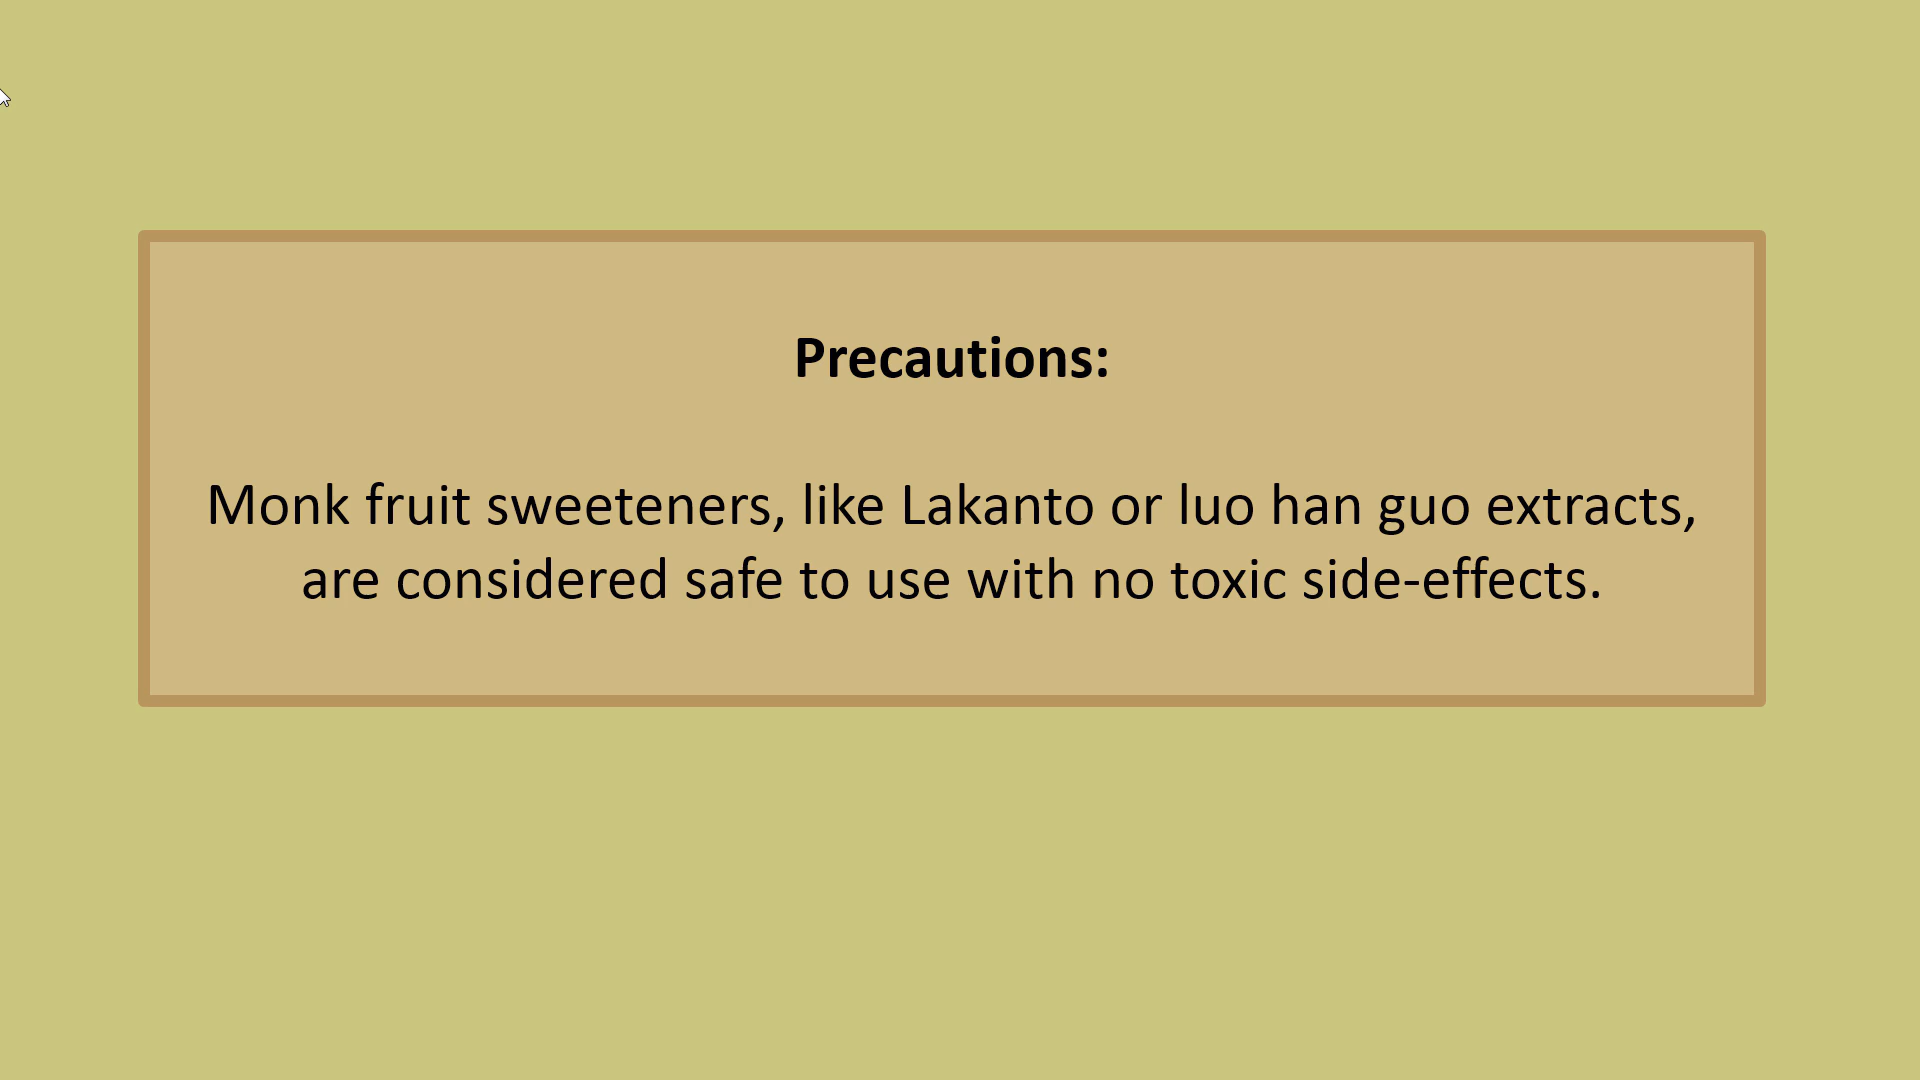 Precautions:
Monk fruit sweeteners, like Lakanto or luo han guo extracts,
are considered safe to use with no toxic side-effects.